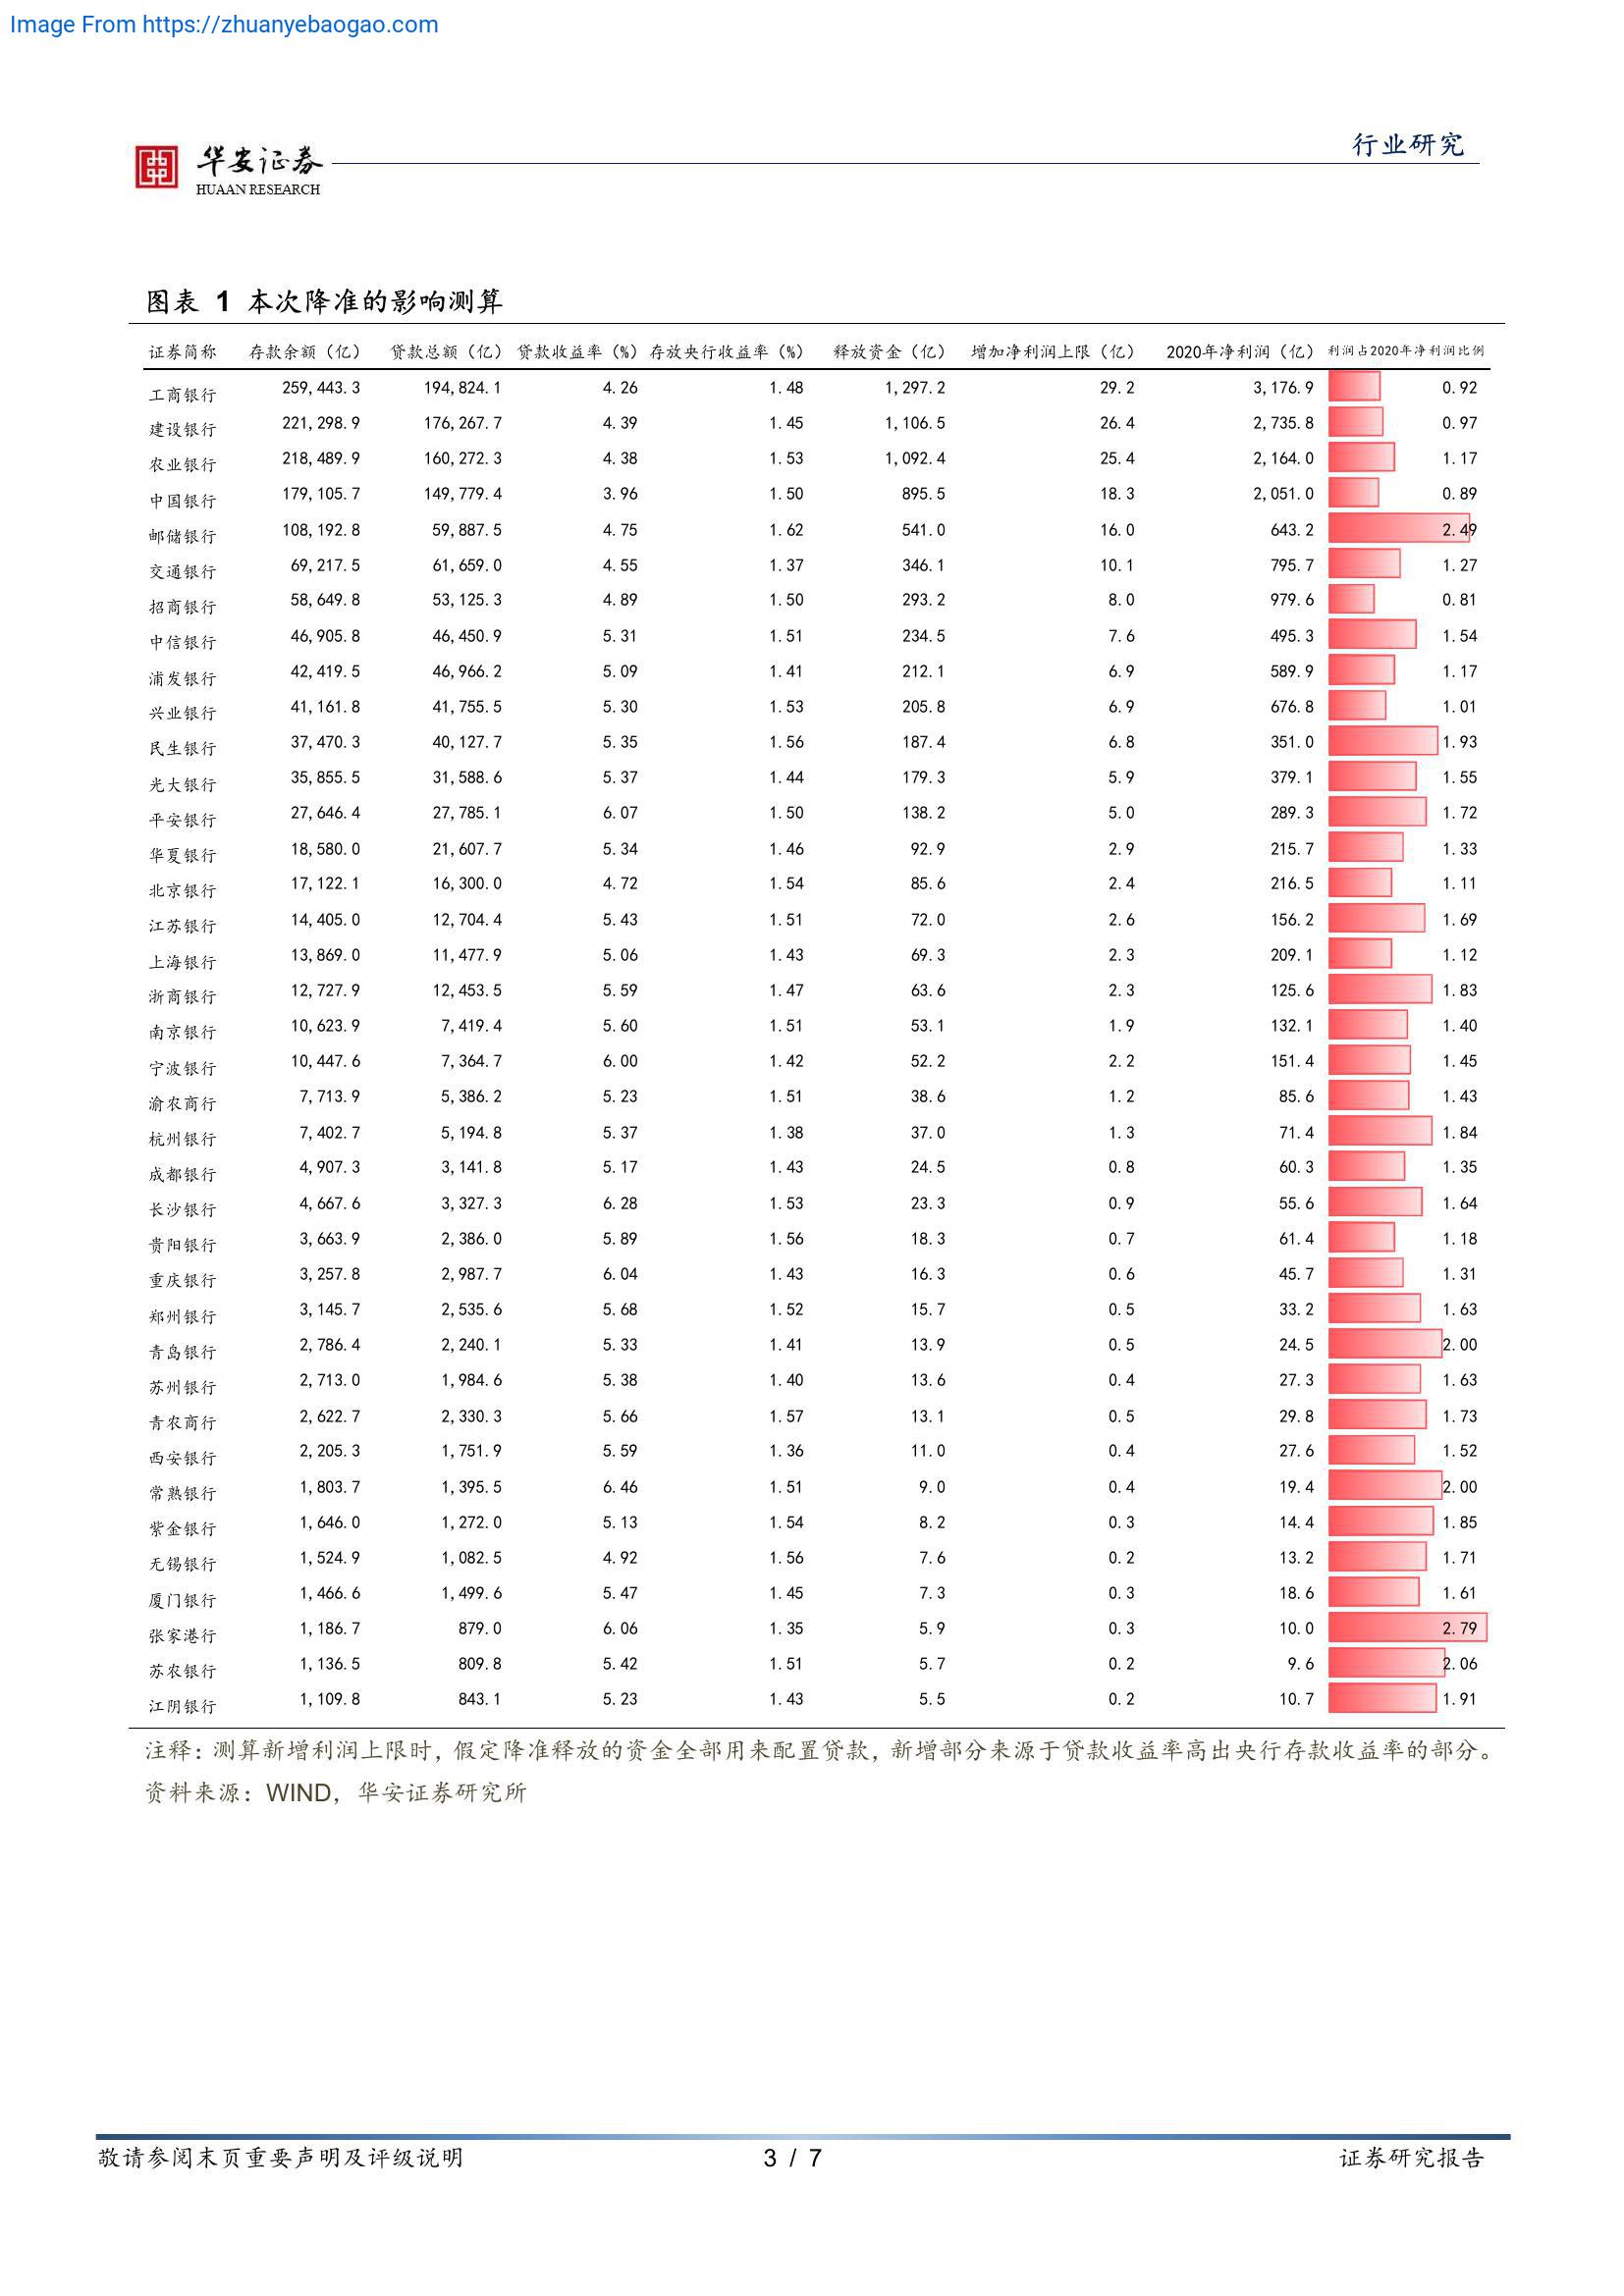 Image From https://zhuanyebaogao.com
行业研究
华安证券
HUAAN RESEARCH
图表 1 本次降准的影响测算
证券简称 存款余额（亿） 贷款总额（亿） 贷款收益率（%） 存放央行收益率（%） 释放资金（亿） 增加净利润上限（亿） 2020年净利润（亿） 利润占2020年净利润比例
工商银行 259,443.3 194,824.1 4.26 1.48 1,297.2 29.2 3,176.9 0.92
建设银行 221,298.9 176,267.7 4.39 1.45 1,106.5 26.4 2,735.8 0.97
农业银行 218,489.9 160,272.3 4.38 1.53 1,092.4 25.4 2,164.0 1.17
中国银行 179,105.7 149,779.4 3.96 1.50 895.5 18.3 2,051.0 0.89
邮储银行 108,192.8 59,887.5 4.75 1.62 541.0 16.0 643.2 2.49
交通银行 69,217.5 61,659.0 4.55 1.37 346.1 10.1 795.7 1.27
招商银行 58,649.8 53,125.3 4.89 1.50 293.2 8.0 979.6 0.81
中信银行 46,905.8 46,450.9 5.31 1.51 234.5 7.6 495.3 1.54
浦发银行 42,419.5 46,966.2 5.09 1.41 212.1 6.9 589.9 1.17
兴业银行 41,161.8 41,755.5 5.30 1.53 205.8 6.9 676.8 1.01
民生银行 37,470.3 40,127.7 5.35 1.56 187.4 6.8 351.0 1.93
光大银行 35,855.5 31,588.6 5.37 1.44 179.3 5.9 379.1 1.55
平安银行 27,646.4 27,785.1 6.07 1.50 138.2 5.0 289.3 1.72
华夏银行 18,580.0 21,607.7 5.34 1.46 92.9 2.9 215.7 1.33
北京银行 17,122.1 16,300.0 4.72 1.54 85.6 2.4 216.5 1.11
江苏银行 14,405.0 12,704.4 5.43 1.51 72.0 2.6 156.2 1.69
上海银行 13,869.0 11,477.9 5.06 1.43 69.3 2.3 209.1 1.12
浙商银行 12,727.9 12,453.5 5.59 1.47 63.6 2.3 125.6 1.83
南京银行 10,623.9 7,419.4 5.60 1.51 53.1 1.9 132.1 1.40
宁波银行 10,447.6 7,364.7 6.00 1.42 52.2 2.2 151.4 1.45
渝农商行 7,713.9 5,386.2 5.23 1.51 38.6 1.2 85.6 1.43
杭州银行 7,402.7 5,194.8 5.37 1.38 37.0 1.3 71.4 1.84
成都银行 4,907.3 3,141.8 5.17 1.43 24.5 0.8 60.3 1.35
长沙银行 4,667.6 3,327.3 6.28 1.53 23.3 0.9 55.6 1.64
贵阳银行 3,663.9 2,386.0 5.89 1.56 18.3 0.7 61.4 1.18
重庆银行 3,257.8 2,987.7 6.04 1.43 16.3 0.6 45.7 1.31
郑州银行 3,145.7 2,535.6 5.68 1.52 15.7 0.5 33.2 1.63
青岛银行 2,786.4 2,240.1 5.33 1.41 13.9 0.5 24.5 2.00
苏州银行 2,713.0 1,984.6 5.38 1.40 13.6 0.4 27.3 1.63
青农商行 2,622.7 2,330.3 5.66 1.57 13.1 0.5 29.8 1.73
西安银行 2,205.3 1,751.9 5.59 1.36 11.0 0.4 27.6 1.52
常熟银行 1,803.7 1,395.5 6.46 1.51 9.0 0.4 19.4 2.00
紫金银行 1,646.0 1,272.0 5.13 1.54 8.2 0.3 14.4 1.85
无锡银行 1,524.9 1,082.5 4.92 1.56 7.6 0.2 13.2 1.71
厦门银行 1,466.6 1,499.6 5.47 1.45 7.3 0.3 18.6 1.61
张家港行 1,186.7 879.0 6.06 1.35 5.9 0.3 10.0 2.79
苏农银行 1,136.5 809.8 5.42 1.51 5.7 0.2 9.6 2.06
江阴银行 1,109.8 843.1 5.23 1.43 5.5 0.2 10.7 1.91
注释：测算新增利润上限时，假定降准释放的资金全部用来配置贷款，新增部分来源于贷款收益率高出央行存款收益率的部分。
资料来源：WIND，华安证券研究所
敬请参阅末页重要声明及评级说明 3 / 7 证券研究报告